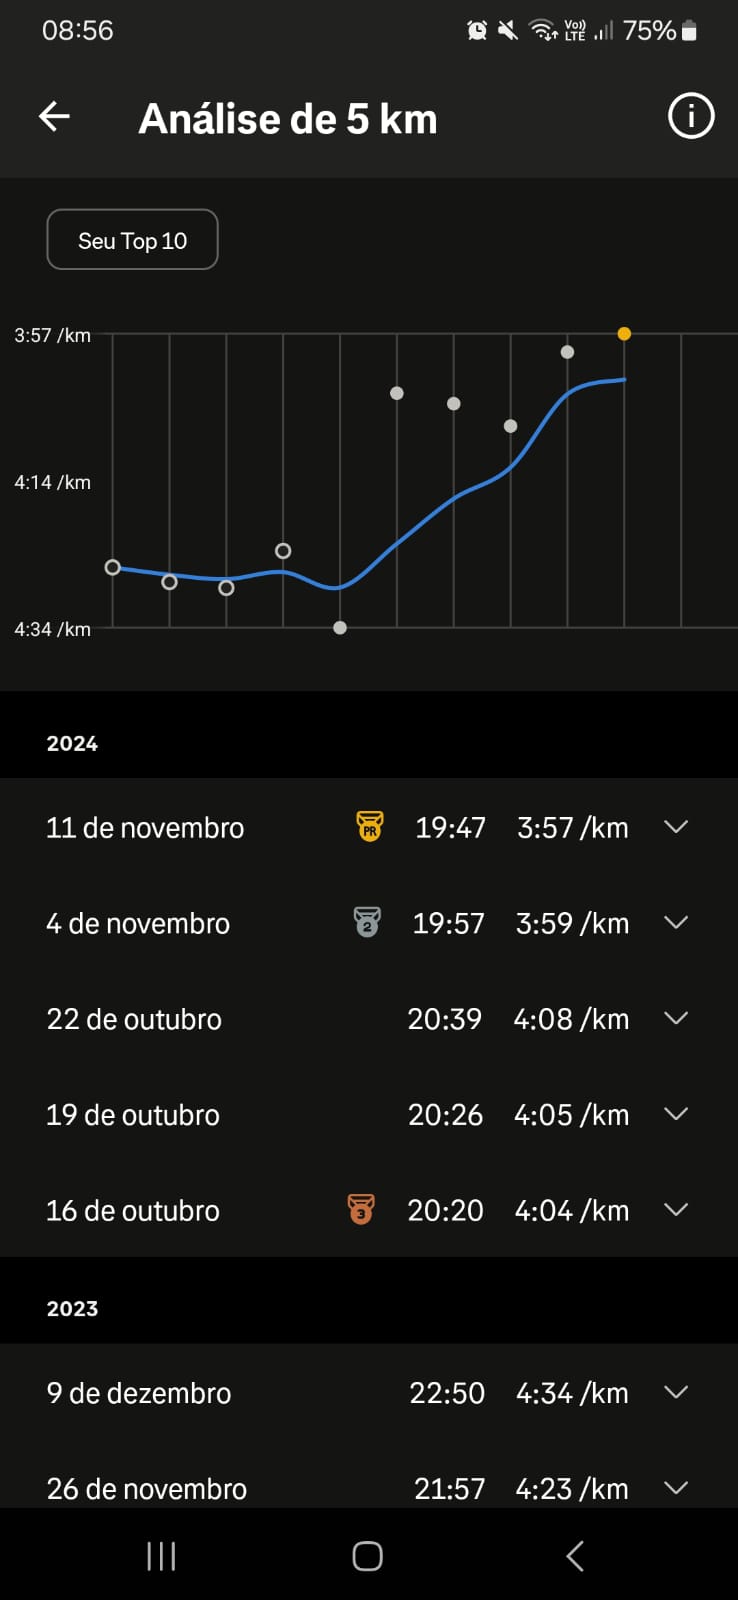 08:56 Vo)) LTE 75%
Análise de 5 km
Seu Top 10
3:57 /km
4:14 /km
4:34 /km
2024
11 de novembro PR 19:47 3:57 /km
4 de novembro 2 19:57 3:59 /km
22 de outubro 20:39 4:08 /km
19 de outubro 20:26 4:05 /km
16 de outubro 3 20:20 4:04 /km
2023
9 de dezembro 22:50 4:34 /km
26 de novembro 21:57 4:23 /km